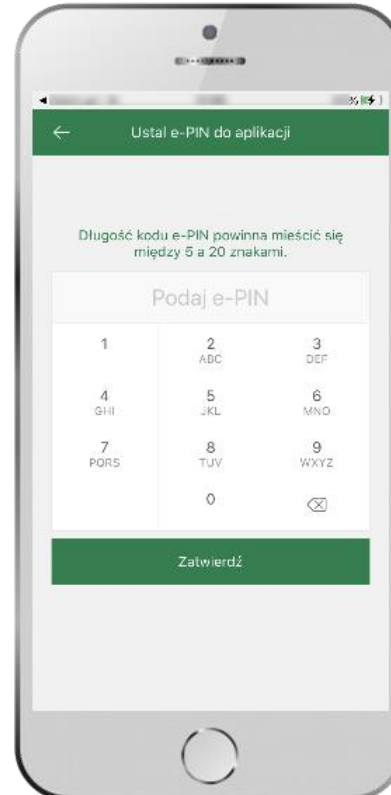 Ustal e-PIN do aplikacji
Długość kodu e-PIN powinna mieścić się
między 5 a 20 znakami.
Podaj e-PIN
1 2 3
ABC DEF
4 5 6
GHI JKL MNO
7 8 9
PQRS TUV WXYZ
0
Zatwierdź